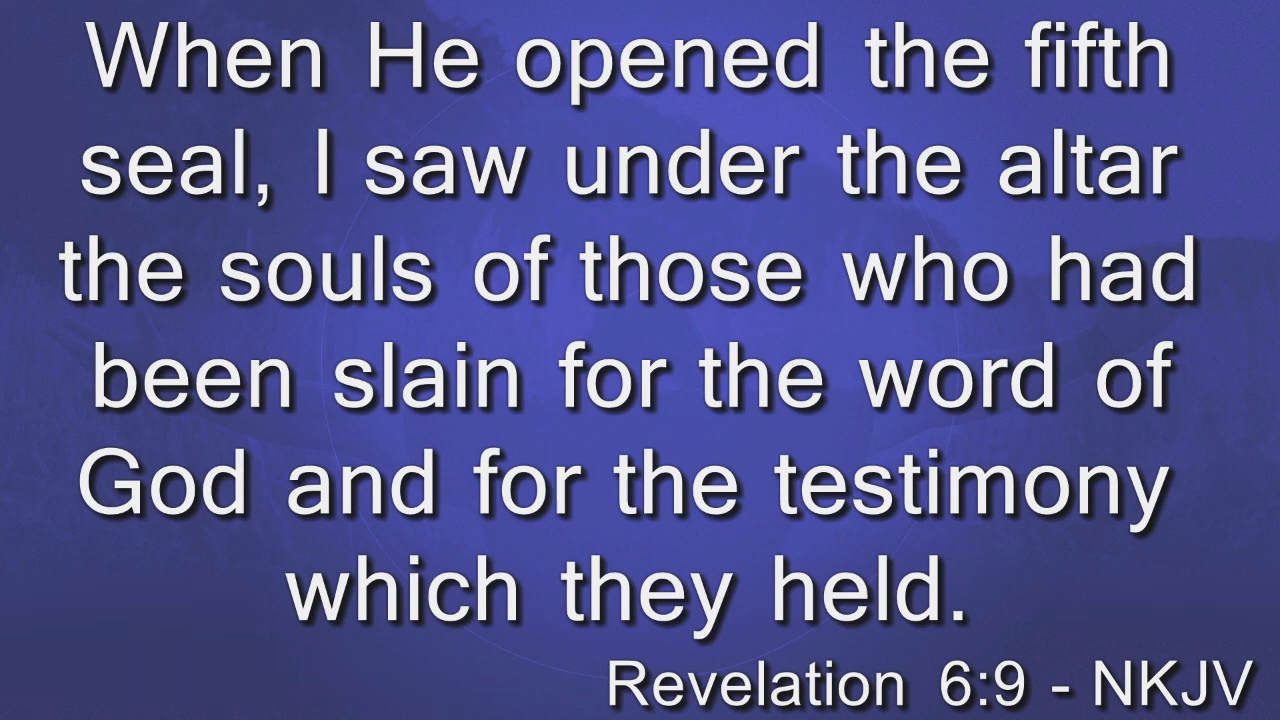 When He opened the fifth
seal, I saw under the altar
the souls of those who had
been slain for the word of
God and for the testimony
which they held.
Revelation 6:9 - NKJV